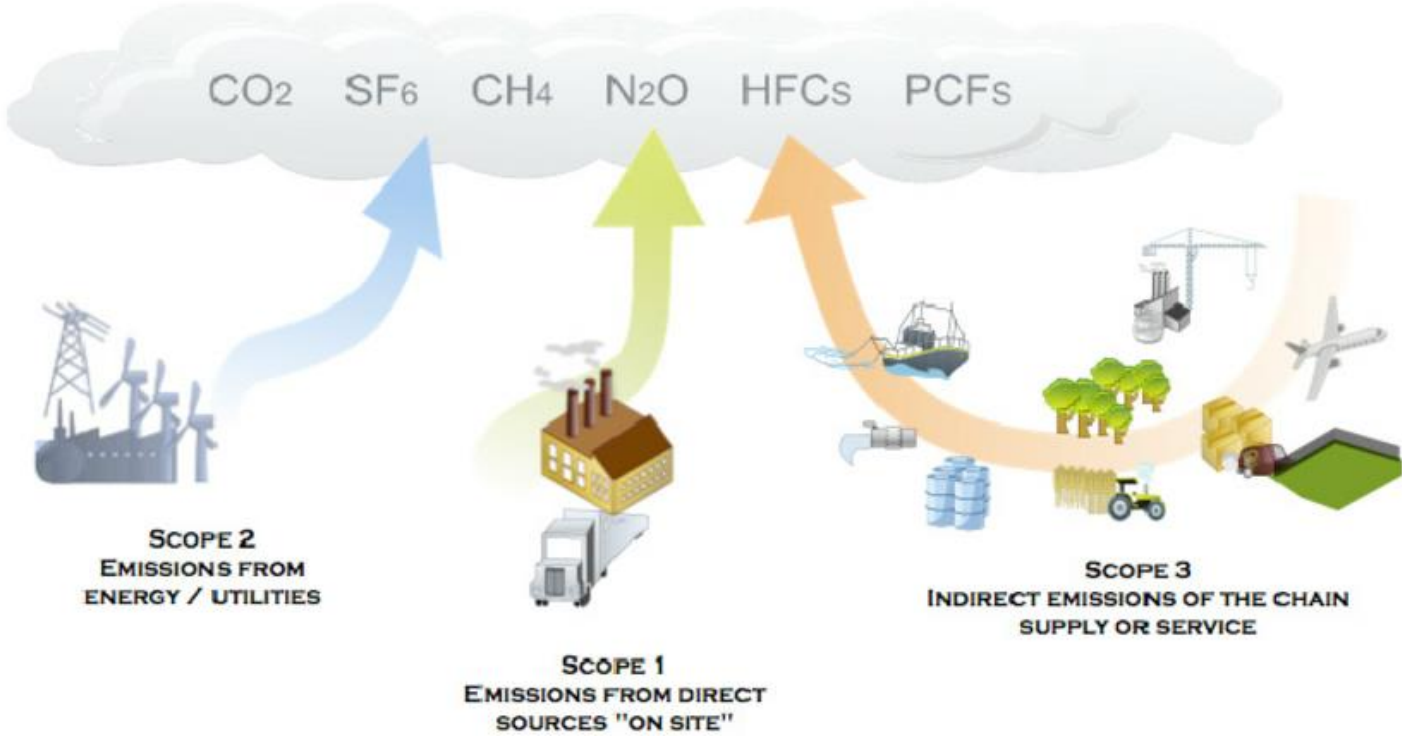 CO2 SF6 CH4 N2O HFCs PCFs
SCOPE 2
EMISSIONS FROM
ENERGY / UTILITIES
SCOPE 1
EMISSIONS FROM DIRECT
SOURCES "ON SITE"
SCOPE 3
INDIRECT EMISSIONS OF THE CHAIN
SUPPLY OR SERVICE